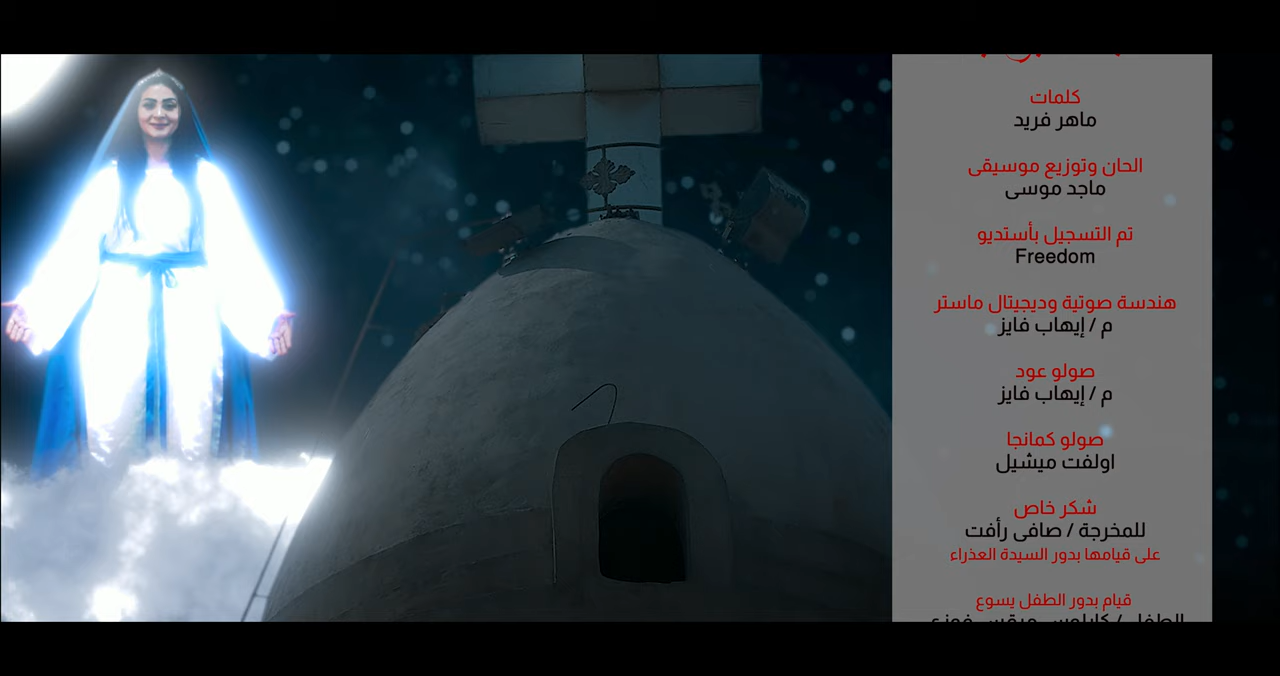 كلمات
ماهر فريد
الحان وتوزيع موسيقى
ماجد موسى
تم التسجيل بأستديو
Freedom
هندسة صوتية وديجيتال ماستر
م / إيهاب فايز
صولو عود
م / إيهاب فايز
صولو كمانجا
اولفت ميشيل
شكر خاص
للمخرجة / صافى رأفت
على قيامها بدور السيدة العذراء
قيام بدور الطفل يسوع
الطفل /